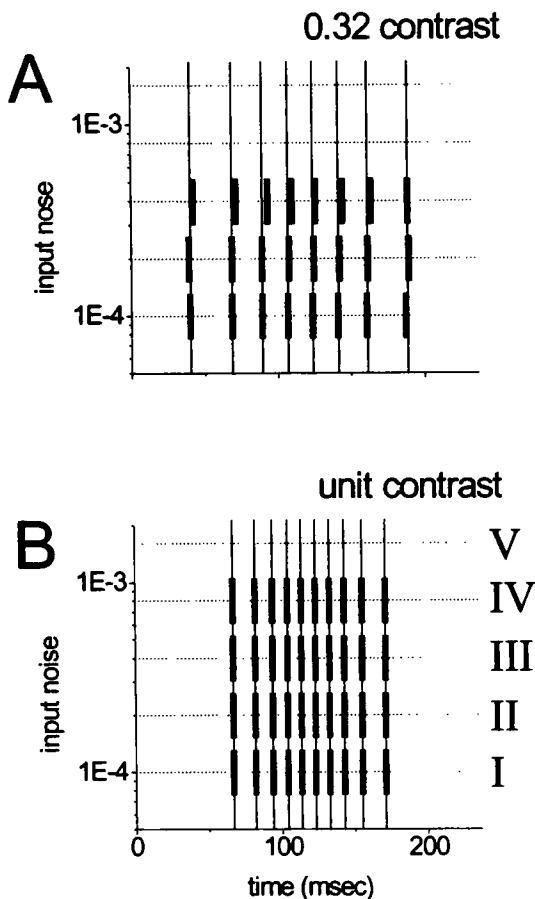 0.32 contrast
A
1E-3
input nose
1E-4
unit contrast
B
V
1E-3
IV
III
input noise
II
1E-4
I
0
100
200
time (msec)